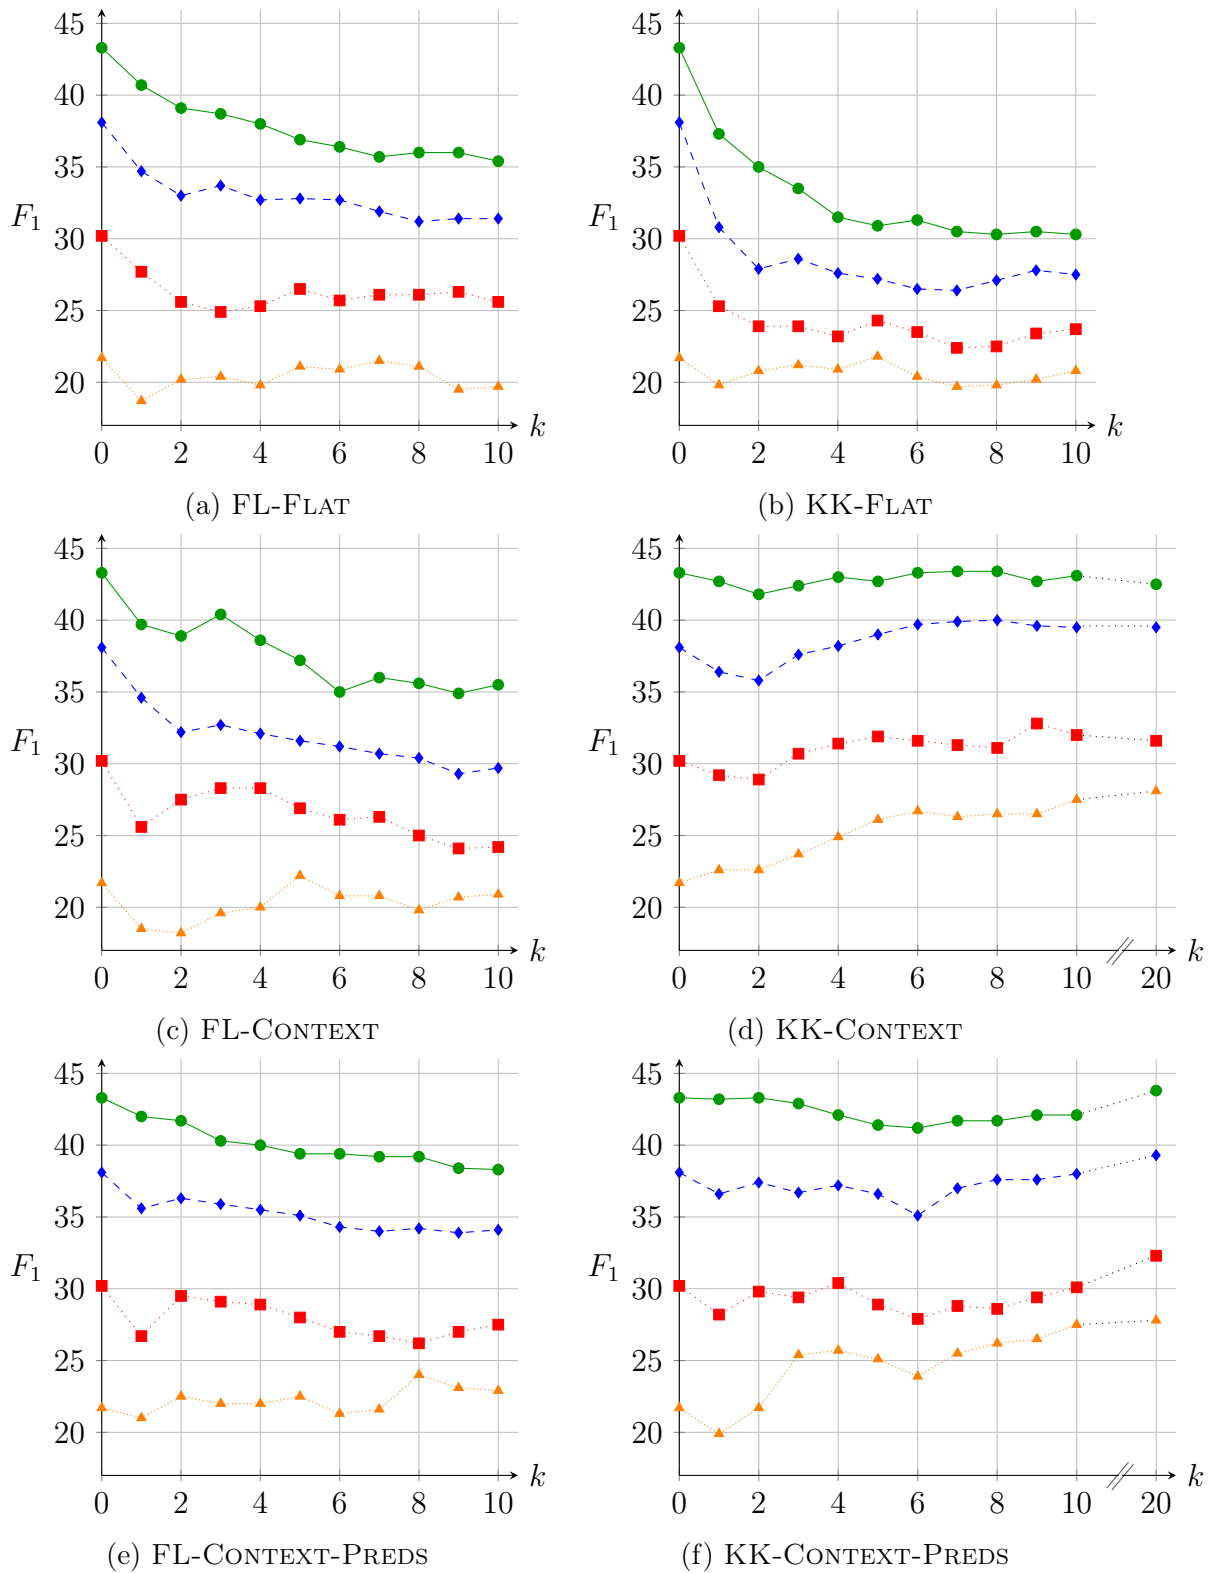 45
40
35
30
25
20
F1
0 2 4 6 8 10
k
(a) FL-FLAT
45
40
35
30
25
20
F1
0 2 4 6 8 10
k
(b) KK-FLAT
45
40
35
30
25
20
F1
0 2 4 6 8 10
k
(c) FL-CONTEXT
45
40
35
30
25
20
F1
0 2 4 6 8 10 20
k
(d) KK-CONTEXT
45
40
35
30
25
20
F1
0 2 4 6 8 10
k
(e) FL-CONTEXT-PREDS
45
40
35
30
25
20
F1
0 2 4 6 8 10 20
k
(f) KK-CONTEXT-PREDS